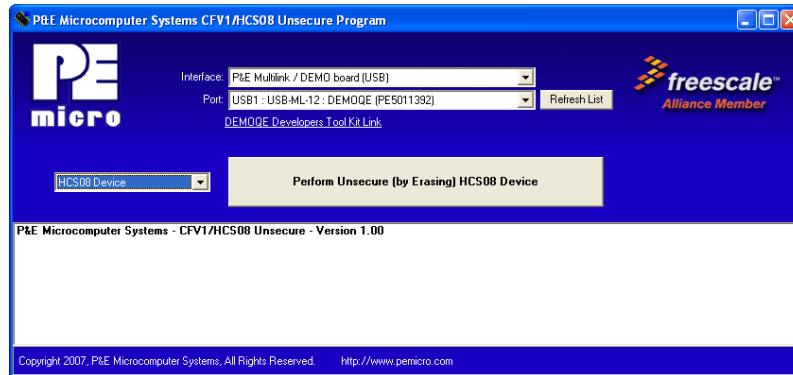 P&E Microcomputer Systems CFV1/HCS08 Unsecure Program
PE
micro
Interface: P&E Multilink / DEMO board (USB)
Port: USB1 : USB-ML-12 : DEMOQE (PE5011392) Refresh List
DEMOQE Developers Tool Kit Link
freescale™
Alliance Member
HCS08 Device Perform Unsecure (by Erasing) HCS08 Device
P&E Microcomputer Systems - CFV1/HCS08 Unsecure - Version 1.00
Copyright 2007, P&E Microcomputer Systems, All Rights Reserved. http://www.pemicro.com